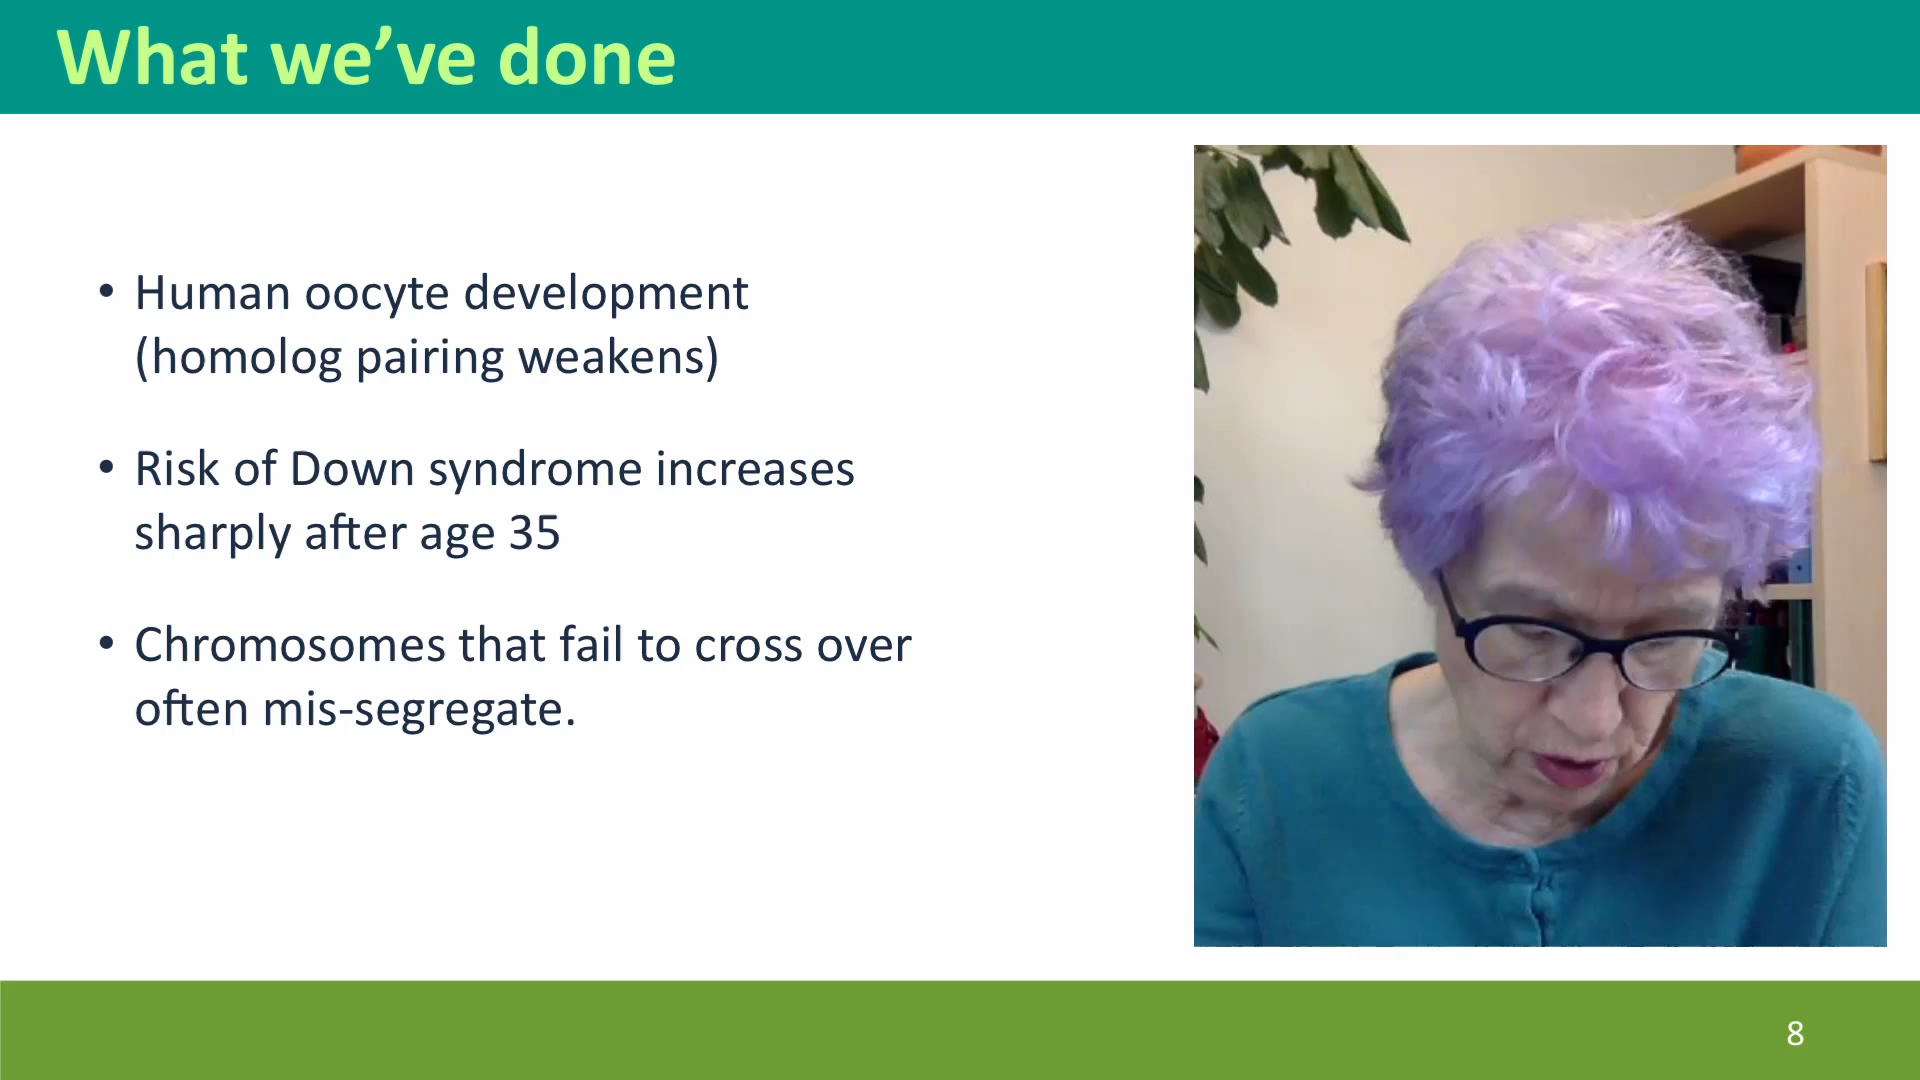 What we’ve done
• Human oocyte development
(homolog pairing weakens)
• Risk of Down syndrome increases
sharply after age 35
• Chromosomes that fail to cross over
often mis-segregate.
8